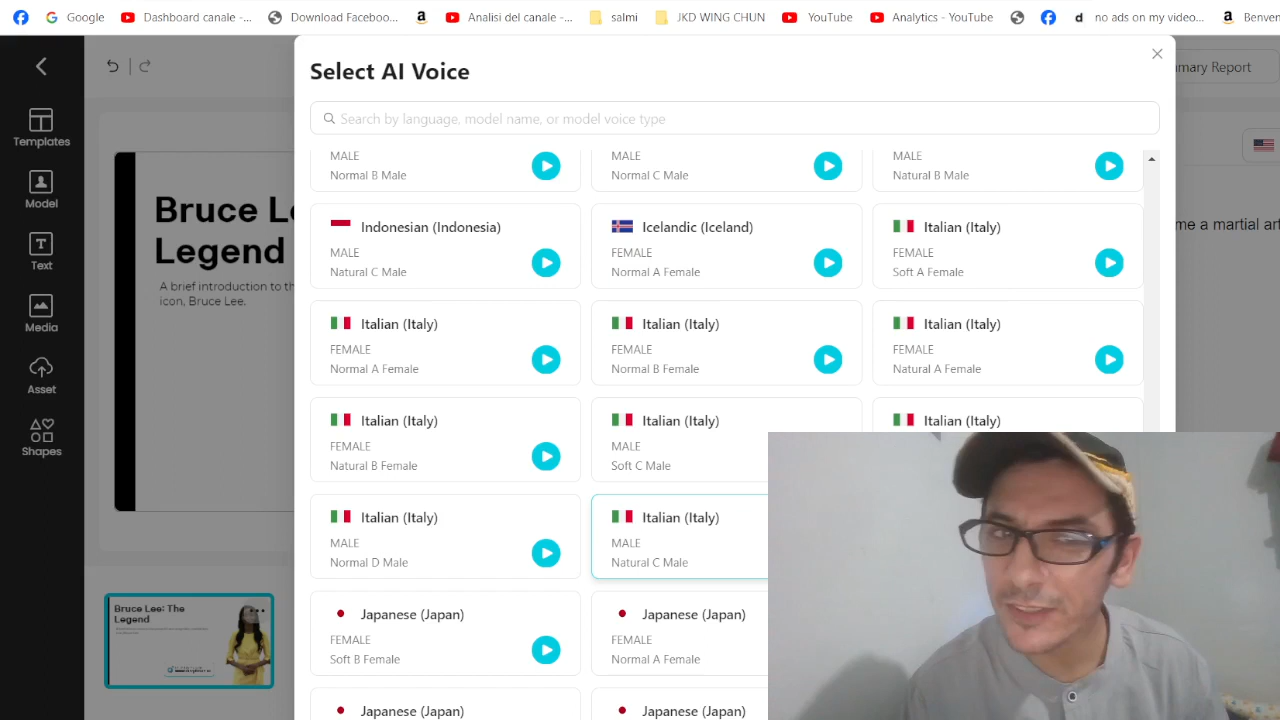 Google
Dashboard canale -...
Download Faceboo...
Analisi del canale -...
salmi
JKD WING CHUN
YouTube
Analytics - YouTube
no ads on my video...
Select AI Voice
mary Report
Search by language, model name, or model voice type
Templates
Model
Text
Media
Asset
Shapes
Bruce L
Legend
A brief introduction to th
icon, Bruce Lee.
me a martial ar
MALE
Normal B Male
MALE
Normal C Male
MALE
Natural B Male
Indonesian (Indonesia)
MALE
Natural C Male
Icelandic (Iceland)
FEMALE
Normal A Female
Italian (Italy)
FEMALE
Soft A Female
Italian (Italy)
FEMALE
Normal A Female
Italian (Italy)
FEMALE
Normal B Female
Italian (Italy)
FEMALE
Natural A Female
Italian (Italy)
FEMALE
Natural B Female
Italian (Italy)
MALE
Soft C Male
Italian (Italy)
Italian (Italy)
MALE
Normal D Male
Italian (Italy)
MALE
Natural C Male
Japanese (Japan)
FEMALE
Soft B Female
Japanese (Japan)
FEMALE
Normal A Female
Japanese (Japan)
Japanese (Japan)
Bruce Lee: The
Legend